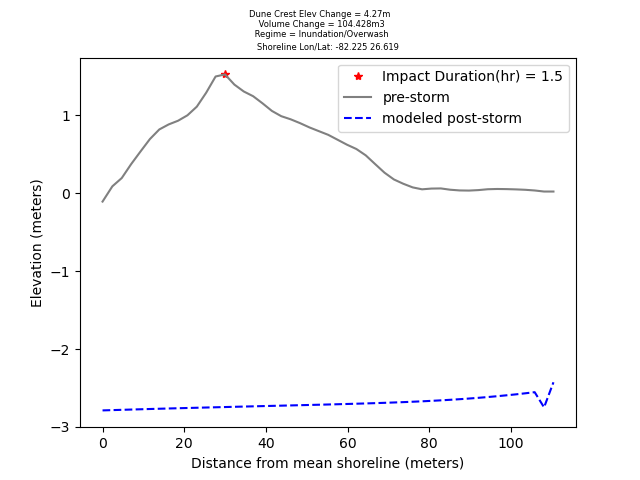 Dune Crest Elev Change = 4.27m
Volume Change = 104.428m3
Regime = Inundation/Overwash
Shoreline Lon/Lat: -82.225 26.619
Impact Duration(hr) = 1.5
pre-storm
modeled post-storm
Elevation (meters)
1
0
−1
−2
−3
0 20 40 60 80 100
Distance from mean shoreline (meters)